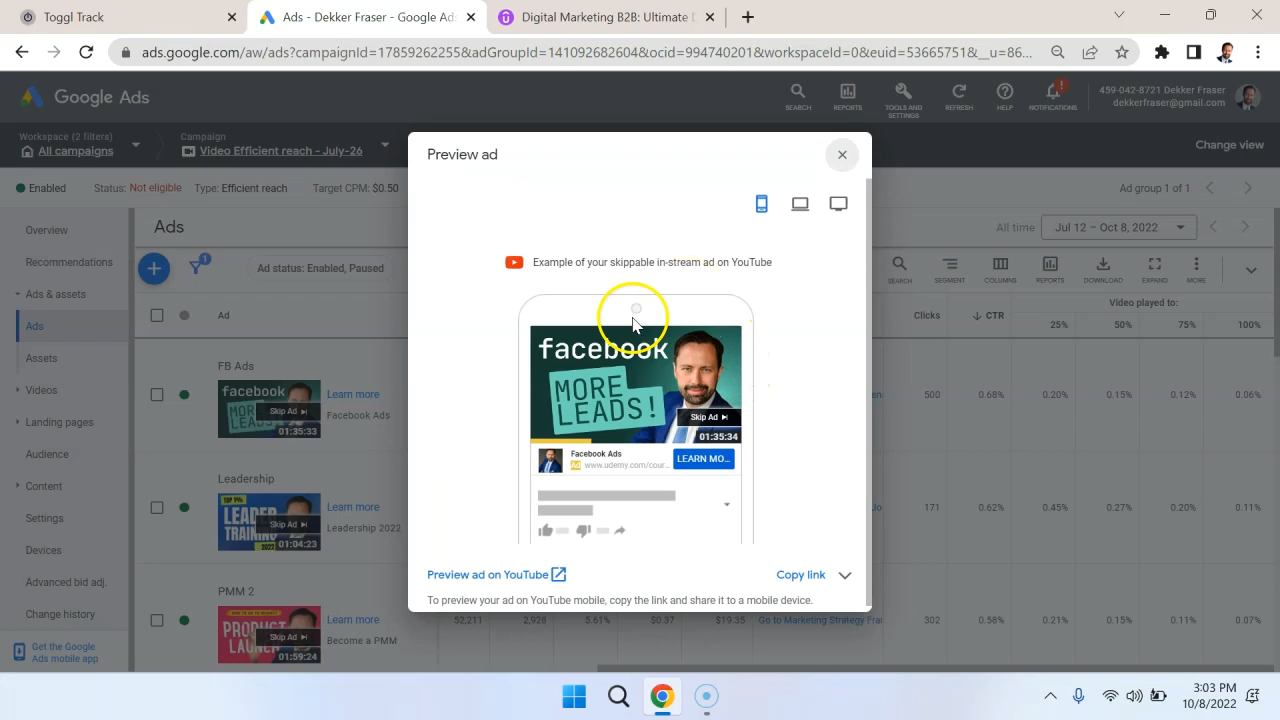 Toggl Track
Ads - Dekker Fraser - Google Ads
Digital Marketing B2B: Ultimate D
ads.google.com/aw/ads?campaignId=17859262255&adGroupId=141092682604&ocid=994740201&workspaceId=0&euid=536657518&__u=86...
Google Ads
SEARCH
REPORTS
TOOLS AND SETTINGS
REFRESH
HELP
NOTIFICATIONS
!
459-042-8721 Dekker Fraser
dekkerfraser@gmail.com
Workspace (2 filters)
All campaigns
Campaign
Video Efficient reach - July-26
Change view
Enabled
Status: Not eligible
Type: Efficient reach
Target CPM: $0.50
Ad group 1 of 1
Overview
Recommendations
Ads & assets
Ads
Assets
Videos
Landing pages
Audience
Content
Settings
Devices
Advanced bid adj.
Change history
Get the Google
Ads mobile app
Ads
All time
Jul 12 – Oct 8, 2022
1
Ad status: Enabled, Paused
SEARCH
SEGMENT
COLUMNS
REPORTS
DOWNLOAD
EXPAND
MORE
Ad
Clicks
CTR
Video played to:
25%
50%
75%
100%
FB Ads
facebook
MORE
LEADS!
Skip Ad
01:35:33
Learn more
Facebook Ads
500
0.68%
0.20%
0.15%
0.12%
0.06%
Leadership
TOP 1%
LEADER
TRAINING
2022
Skip Ad
01:04:23
Learn more
Leadership 2022
171
0.62%
0.45%
0.27%
0.20%
0.11%
PMM 2
PRODUCT
LAUNCH
Skip Ad
01:59:24
Learn more
Become a PMM
52,211
2,928
5.61%
$0.37
$19.35
Go to Marketing Strategy Fra
302
0.58%
0.21%
0.15%
0.11%
0.07%
Preview ad
Example of your skippable in-stream ad on YouTube
facebook
MORE
LEADS!
Skip Ad
01:35:34
Facebook Ads
Ad www.udemy.com/cour...
LEARN MO...
Preview ad on YouTube
Copy link
To preview your ad on YouTube mobile, copy the link and share it to a mobile device.
3:03 PM
10/8/2022